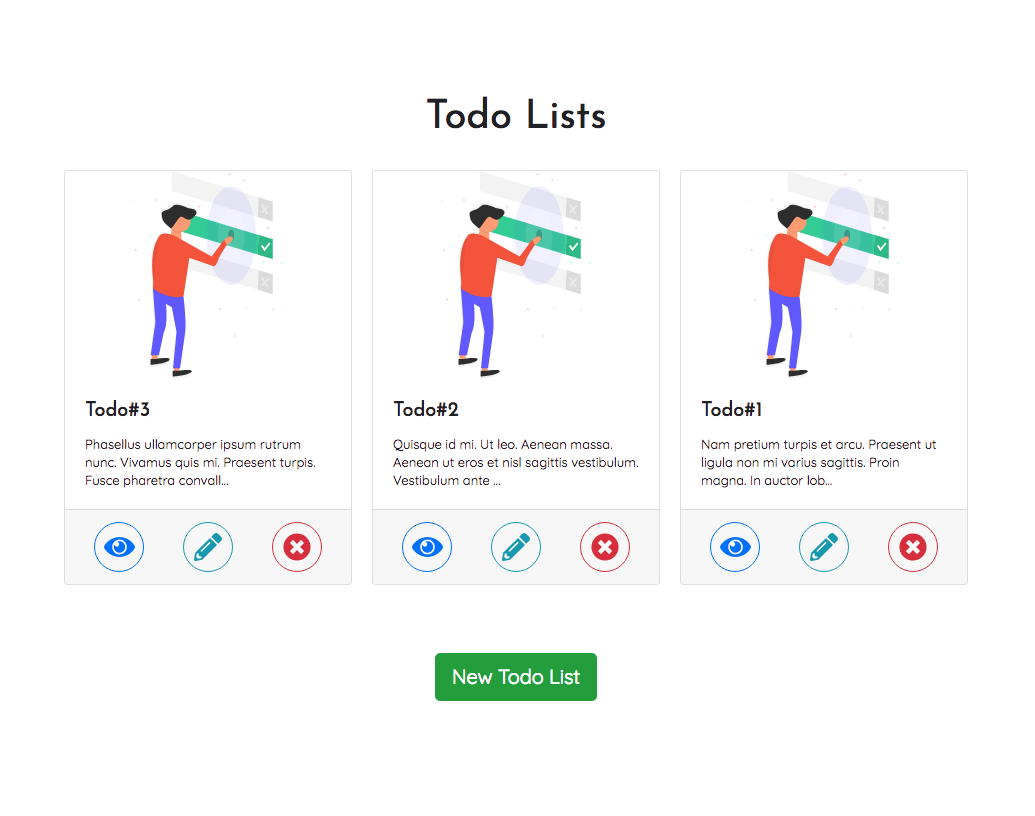 Todo Lists
Todo#3
Phasellus ullamcorper ipsum rutrum
nunc. Vivamus quis mi. Praesent turpis.
Fusce pharetra convall...
Todo#2
Quisque id mi. Ut leo. Aenean massa.
Aenean ut eros et nisl sagittis vestibulum.
Vestibulum ante ...
Todo#1
Nam pretium turpis et arcu. Praesent ut
ligula non mi varius sagittis. Proin
magna. In auctor lob...
New Todo List